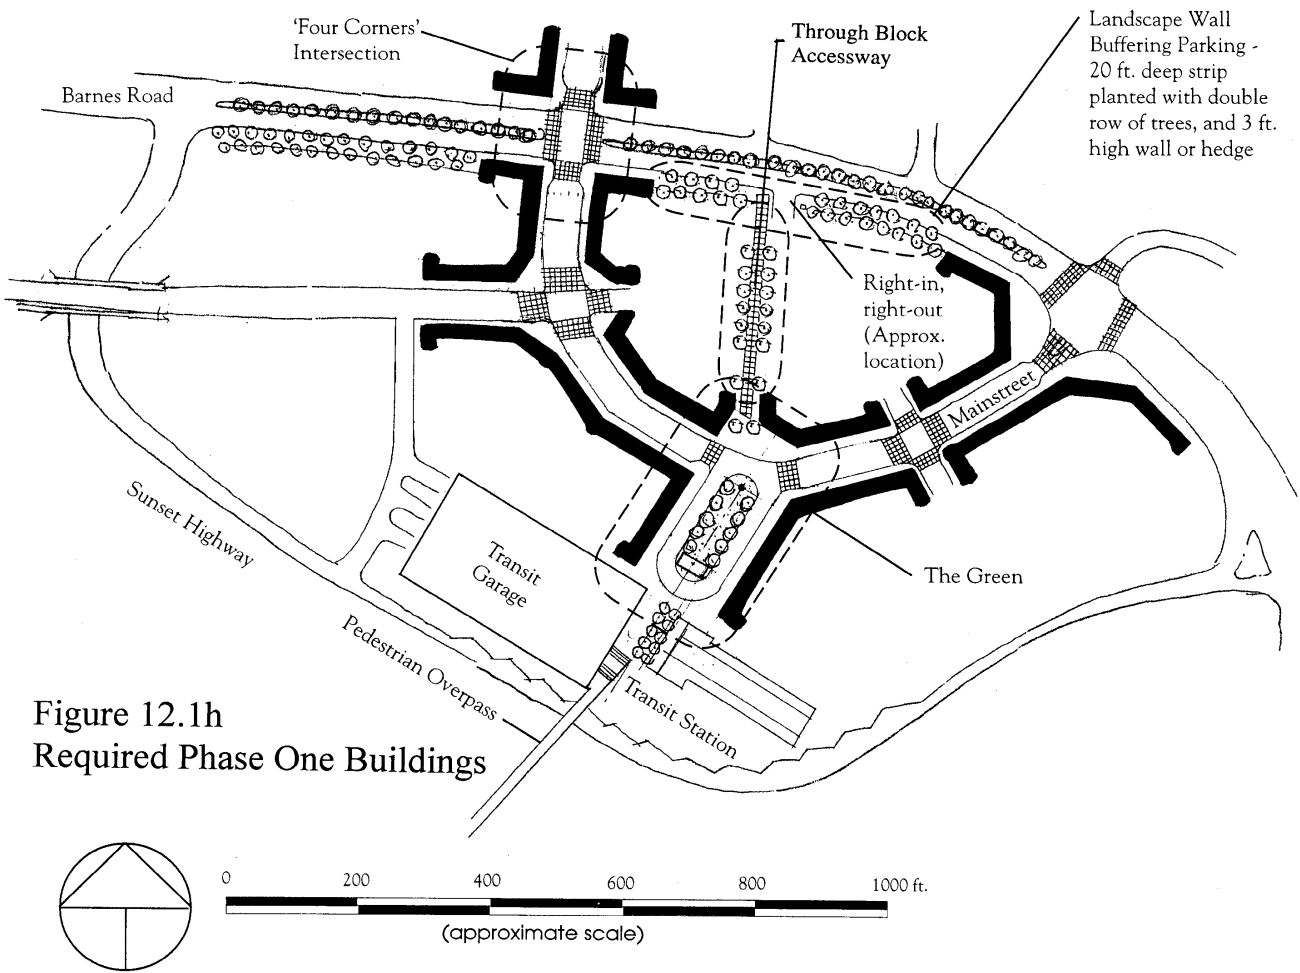 'Four Corners'
Intersection
Through Block
Accessway
Landscape Wall
Buffering Parking -
20 ft. deep strip
planted with double
row of trees, and 3 ft.
high wall or hedge
Barnes Road
Right-in,
right-out
(Approx.
location)
Mainstreet
Sunset Highway
Transit
Garage
The Green
Pedestrian Overpass
Transit Station
Figure 12.1h
Required Phase One Buildings
0 200 400 600 800 1000 ft.
(approximate scale)